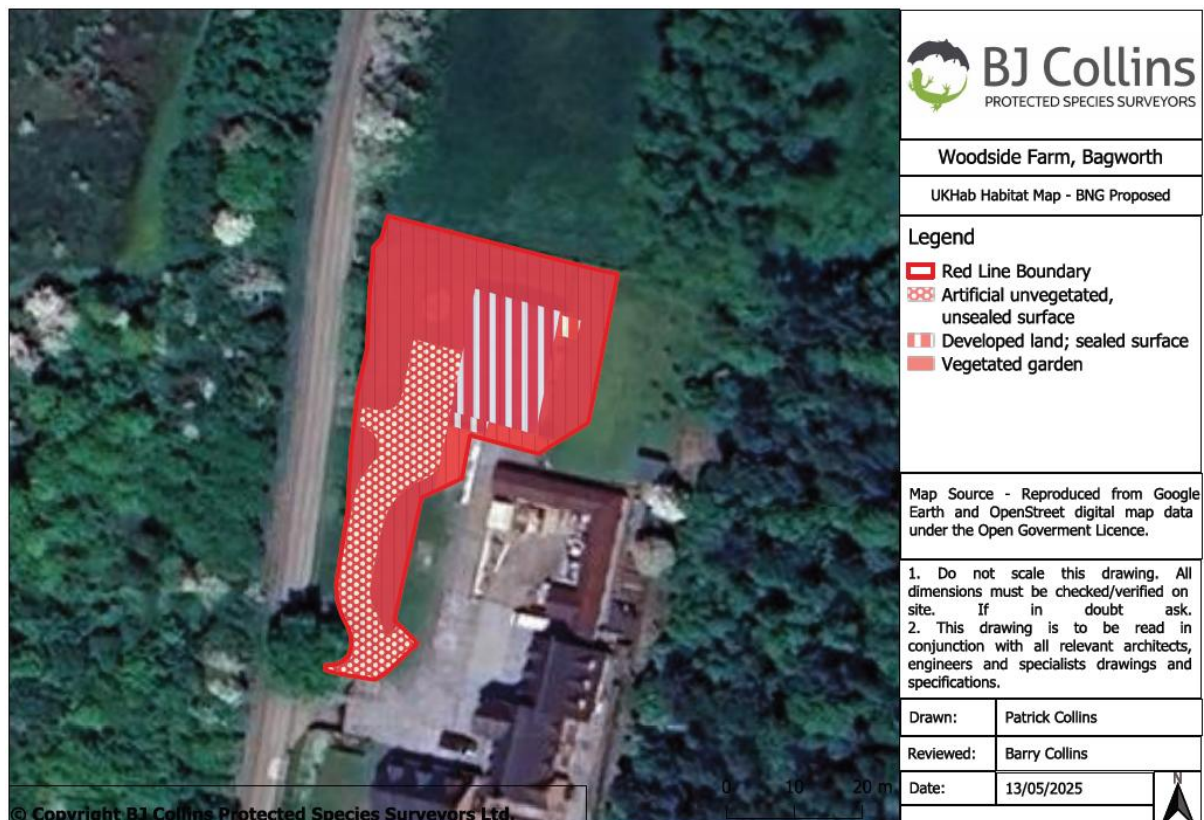 BJ Collins
PROTECTED SPECIES SURVEYORS
Woodside Farm, Bagworth
UKHab Habitat Map - BNG Proposed
Legend
Red Line Boundary
Artificial unvegetated,
unsealed surface
Developed land; sealed surface
Vegetated garden
Map Source - Reproduced from Google
Earth and OpenStreet digital map data
under the Open Goverment Licence.
1. Do not scale this drawing. All
dimensions must be checked/verified on
site. If in doubt ask.
2. This drawing is to be read in
conjunction with all relevant architects,
engineers and specialists drawings and
specifications.
Drawn: Patrick Collins
Reviewed: Barry Collins
Date: 13/05/2025
N
0 10 20 m
© Copyright BJ Collins Protected Species Surveyors Ltd.